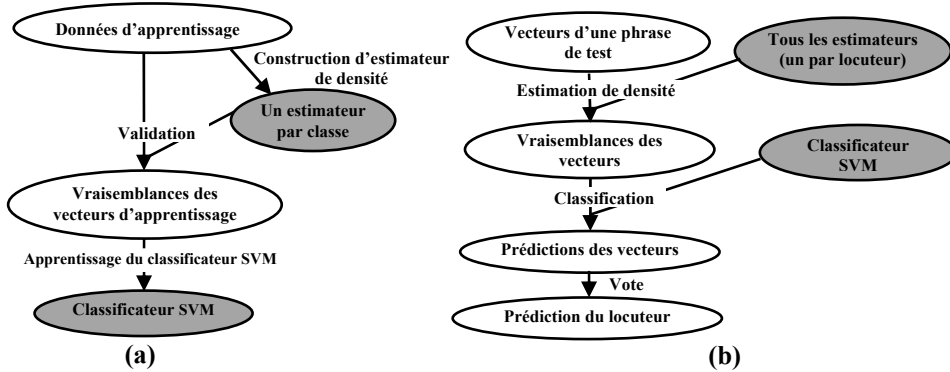 Données d'apprentissage
Construction d'estimateur
de densité
Un estimateur
par classe
Validation
Vraisemblances des
vecteurs d'apprentissage
Apprentissage du classificateur SVM
Classificateur SVM
(a)
Vecteurs d'une phrase
de test
Tous les estimateurs
(un par locuteur)
Estimation de densité
Vraisemblances des
vecteurs
Classificateur
SVM
Classification
Prédictions des vecteurs
Vote
Prédiction du locuteur
(b)